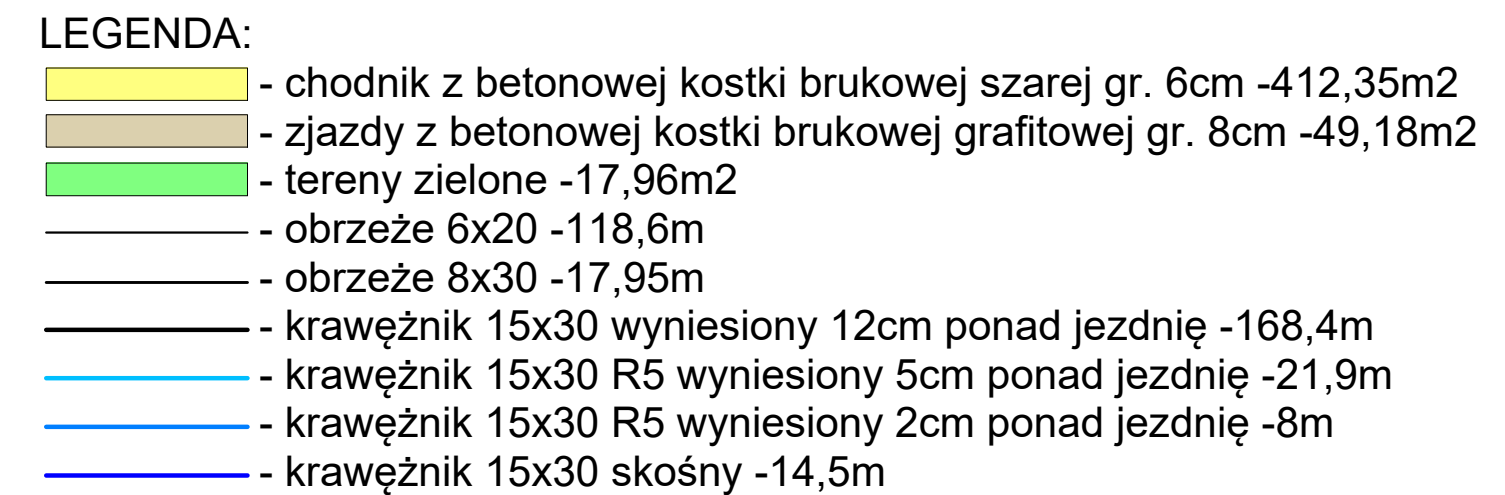 LEGENDA:
- chodnik z betonowej kostki brukowej szarej gr. 6cm -412,35m2
- zjazdy z betonowej kostki brukowej grafitowej gr. 8cm -49,18m2
- tereny zielone -17,96m2
- obrzeże 6x20 -118,6m
- obrzeże 8x30 -17,95m
- krawężnik 15x30 wyniesiony 12cm ponad jezdnię -168,4m
- krawężnik 15x30 R5 wyniesiony 5cm ponad jezdnię -21,9m
- krawężnik 15x30 R5 wyniesiony 2cm ponad jezdnię -8m
- krawężnik 15x30 skośny -14,5m